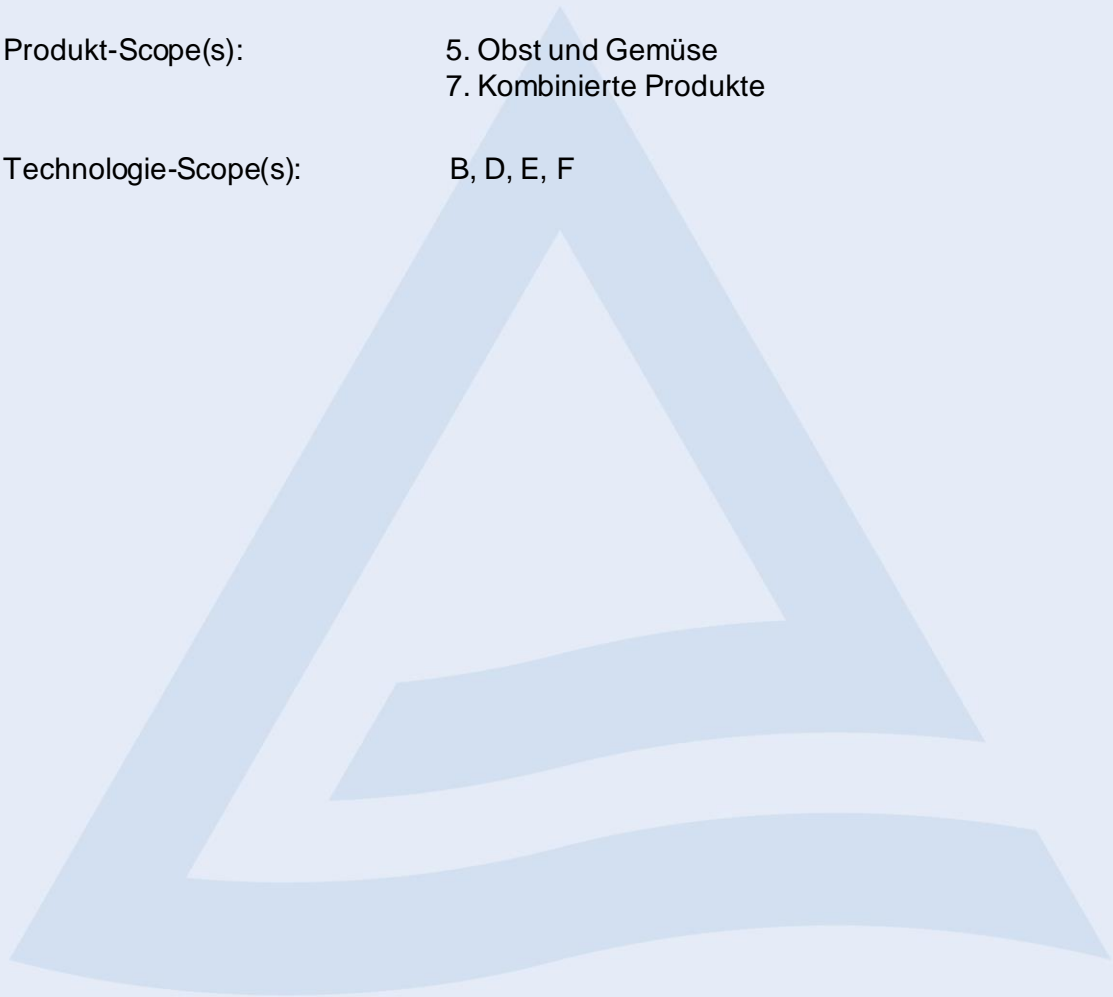 Produkt-Scope(s): 5. Obst und Gemüse
7. Kombinierte Produkte
Technologie-Scope(s): B, D, E, F